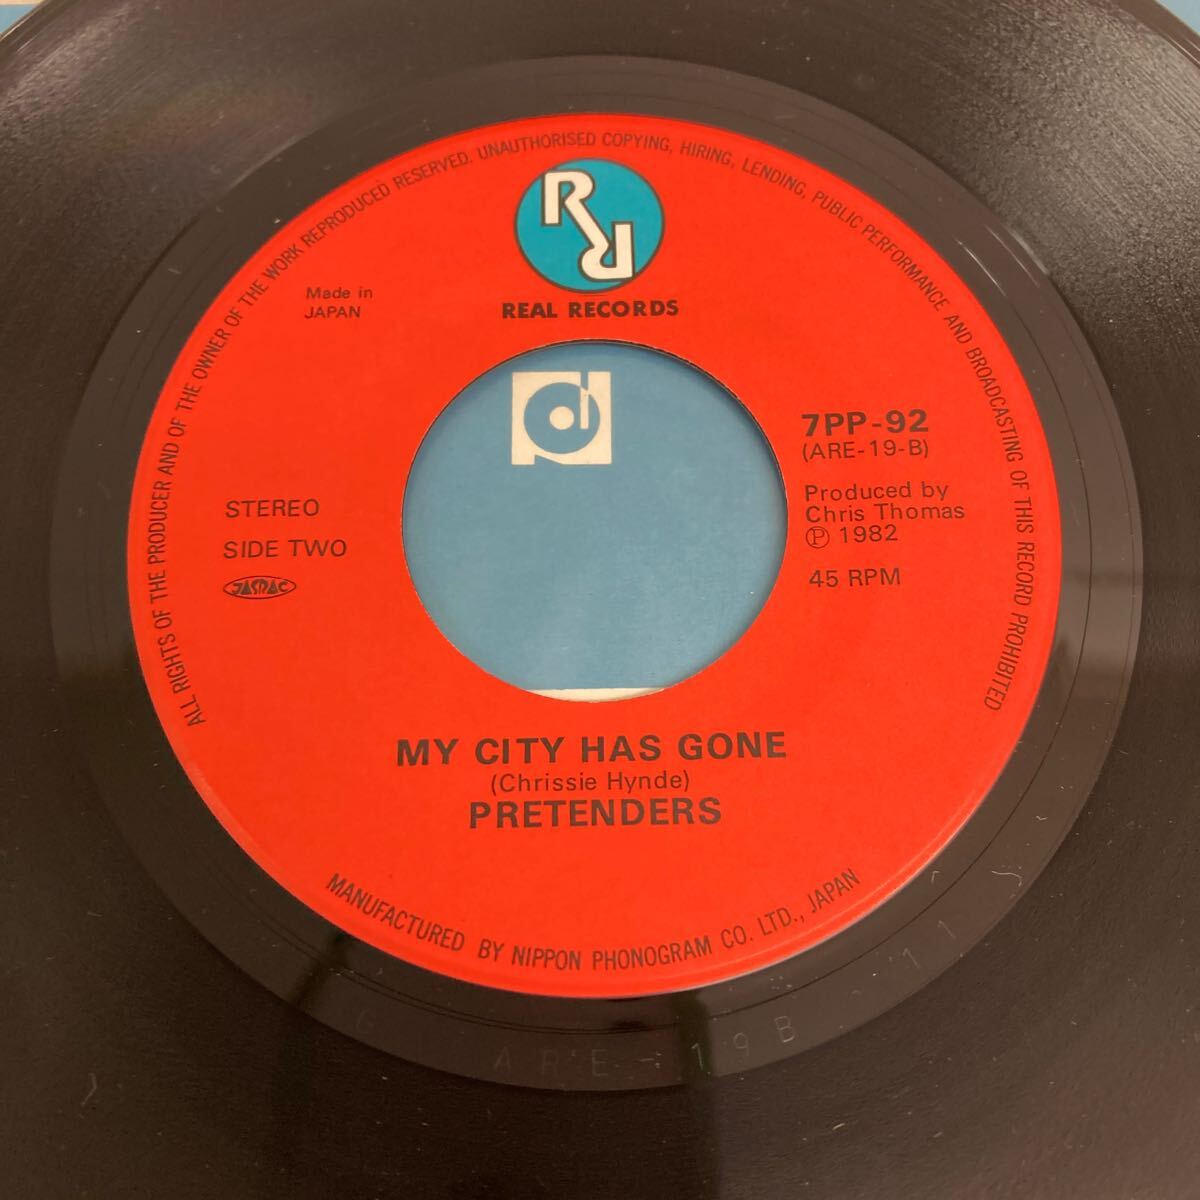 ALL RIGHTS OF THE PRODUCER AND OF THE OWNER OF THE WORK REPRODUCED RESERVED. UNAUTHORISED COPYING, HIRING, LENDING, PUBLIC PERFORMANCE AND BROADCASTING OF THIS RECORD PROHIBITED
RR
REAL RECORDS
Made in
JAPAN
7PP-92
(ARE-19-B)
Produced by
Chris Thomas
Ⓟ 1982
45 RPM
STEREO
SIDE TWO
JASRAC
MY CITY HAS GONE
(Chrissie Hynde)
PRETENDERS
MANUFACTURED BY NIPPON PHONOGRAM CO. LTD., JAPAN
G ARE-19B 11